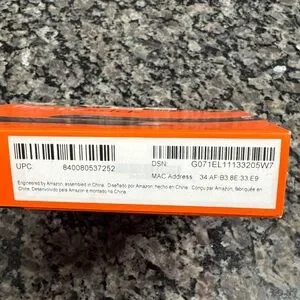 UPC: 840080537252
DSN: G071EL11133205W7
MAC Address 34 AF B3 8E 33 E9
Engineered by Amazon, assembled in China. Diseñado por Amazon, hecho en China. Conçu par Amazon, fabriquée en
Chine. Desenvolvido pela Amazon e montado na China